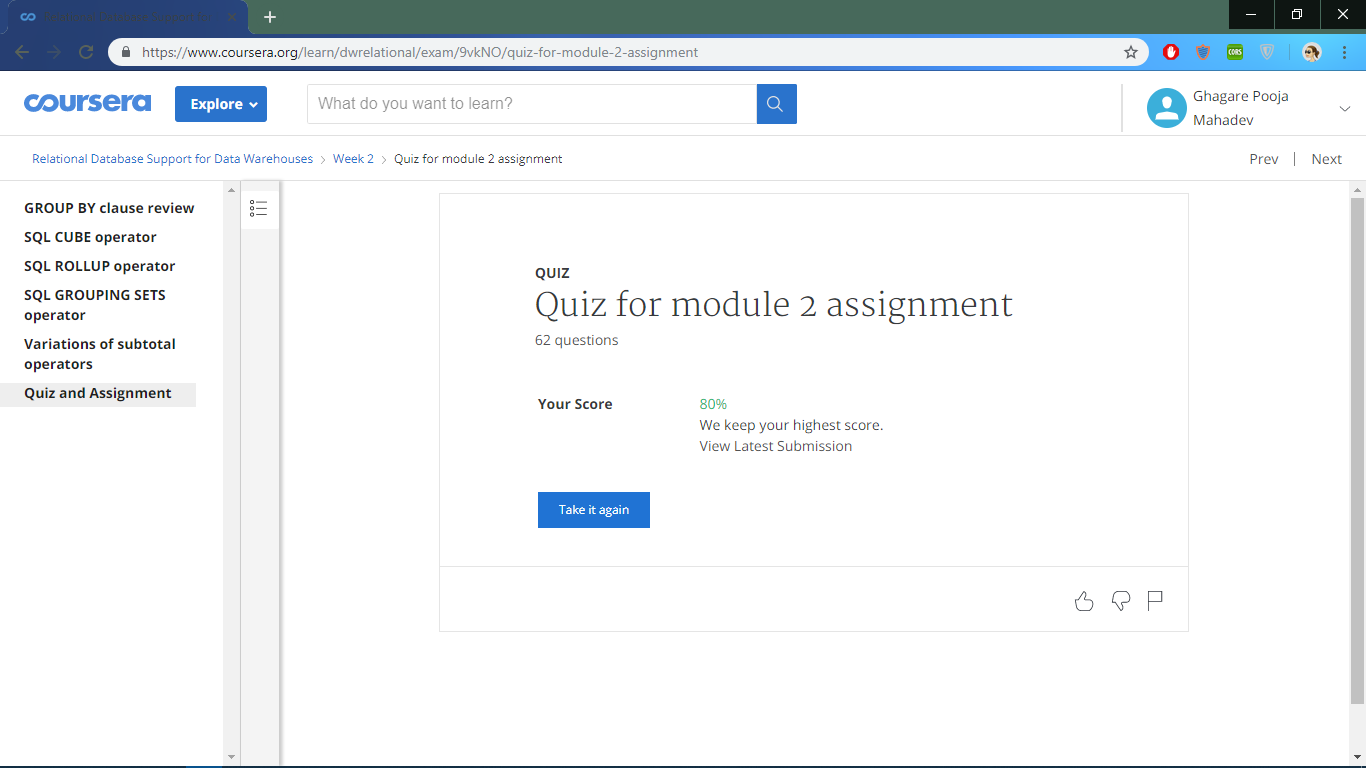 https://www.coursera.org/learn/dwrelational/exam/9vkNO/quiz-for-module-2-assignment
CORS
coursera
Explore
What do you want to learn?
Ghagare Pooja
Mahadev
Relational Database Support for Data Warehouses > Week 2 > Quiz for module 2 assignment
Prev | Next
GROUP BY clause review
SQL CUBE operator
SQL ROLLUP operator
SQL GROUPING SETS
operator
Variations of subtotal
operators
Quiz and Assignment
QUIZ
Quiz for module 2 assignment
62 questions
Your Score 80%
We keep your highest score.
View Latest Submission
Take it again